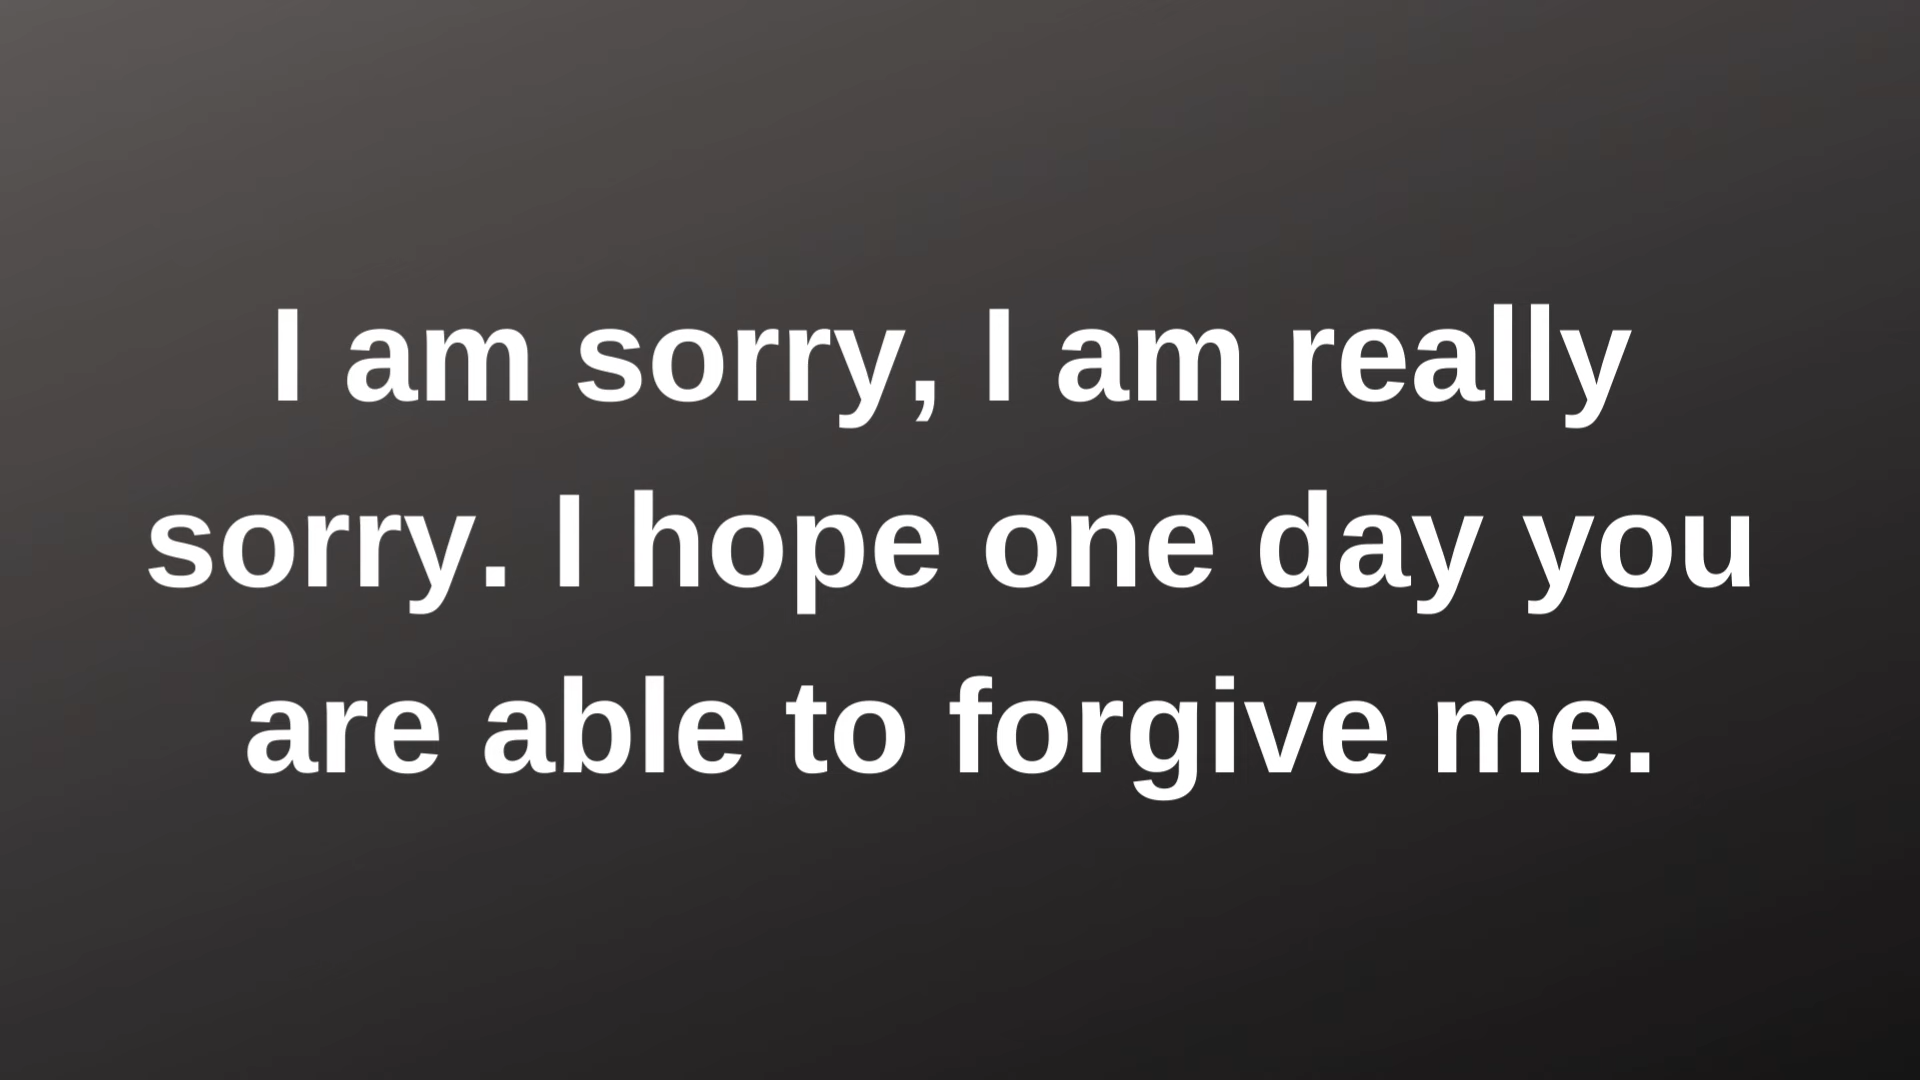 I am sorry, I am really
sorry. I hope one day you
are able to forgive me.